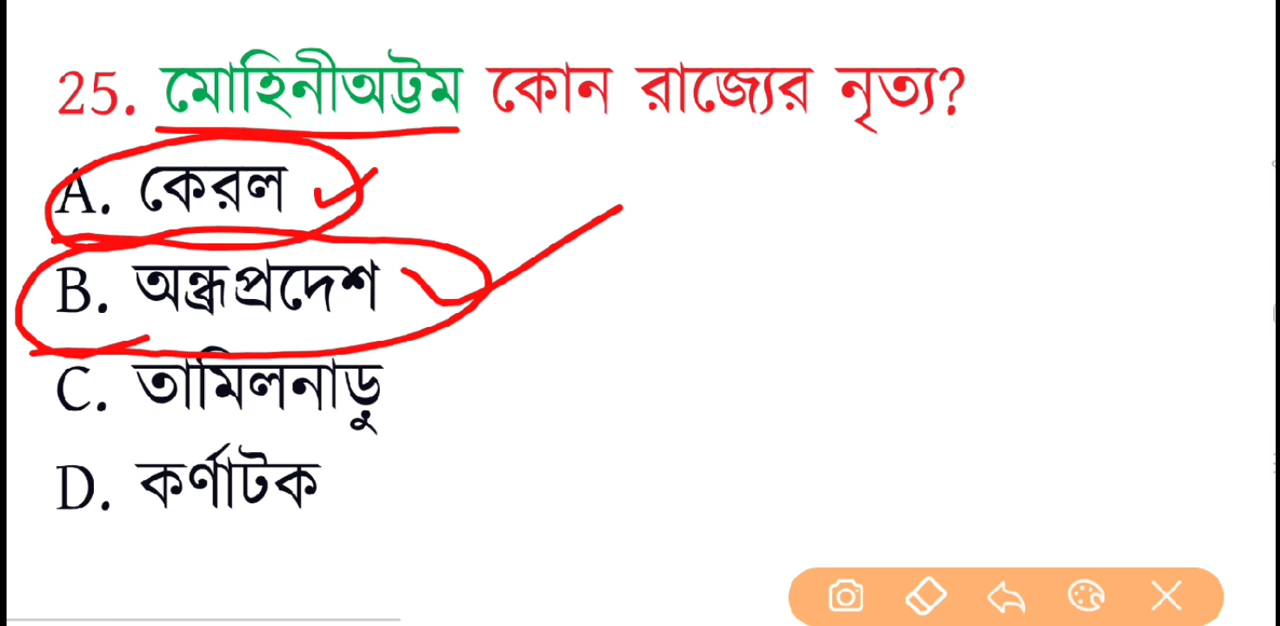 25. মোহিনীঅট্টম কোন রাজ্যের নৃত্য?
A. কেরল
B. অন্ধ্রপ্রদেশ
C. তামিলনাড়ু
D. কর্ণাটক